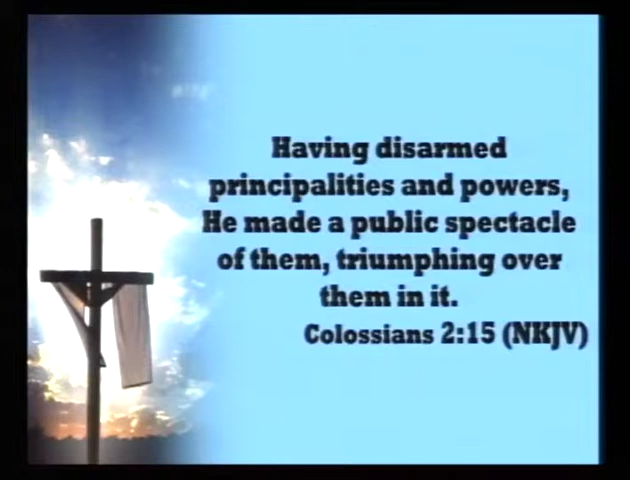 Having disarmed
principalities and powers,
He made a public spectacle
of them, triumphing over
them in it.
Colossians 2:15 (NKJV)